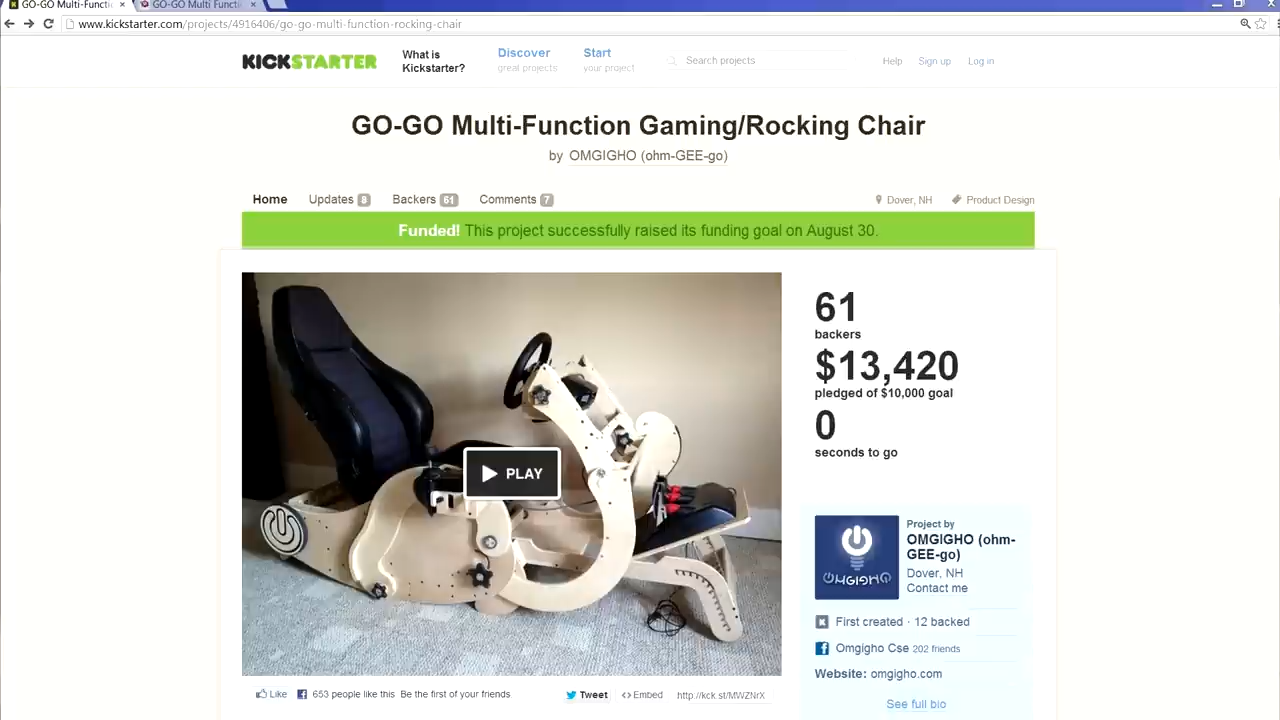 GO-GO Multi-Functi
GO-GO Multi Functi
www.kickstarter.com/projects/4916406/go-go-multi-function-rocking-chair
KICKSTARTER
What is
Kickstarter?
Discover
great projects
Start
your project
Search projects
Help Sign up Log in
GO-GO Multi-Function Gaming/Rocking Chair
by OMGIGHO (ohm-GEE-go)
Home Updates 8 Backers 61 Comments 7
Dover, NH Product Design
Funded! This project successfully raised its funding goal on August 30.
PLAY
61
backers
$13,420
pledged of $10,000 goal
0
seconds to go
OMGIGHO
Project by
OMGIGHO (ohm-
GEE-go)
Dover, NH
Contact me
First created · 12 backed
Omgigho Cse 202 friends
Website: omgigho.com
See full bio
Like 653 people like this Be the first of your friends
Tweet <>Embed http://kck.st/MWZNrX